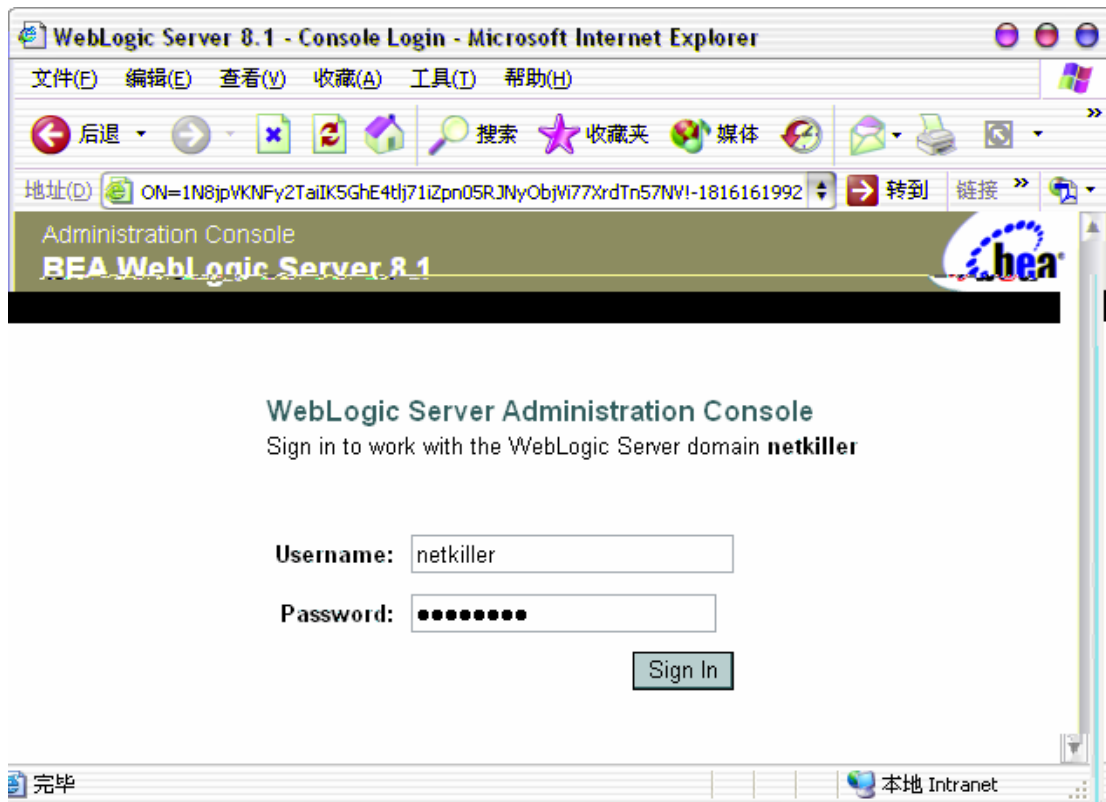 WebLogic Server 8.1 - Console Login - Microsoft Internet Explorer
文件(F) 编辑(E) 查看(V) 收藏(A) 工具(T) 帮助(H)
后退 搜索 收藏夹 媒体 »
地址(D) ON=1N8jpVKNFy2TaiIK5GhE4tlj71iZpn05RJNyObjVi77XrdTn57NV!-1816161992 转到 链接 »
Administration Console
BEA WebLogic Server 8.1
bea
WebLogic Server Administration Console
Sign in to work with the WebLogic Server domain netkiller
Username: netkiller
Password: ●●●●●●●●
Sign In
完毕 本地 Intranet